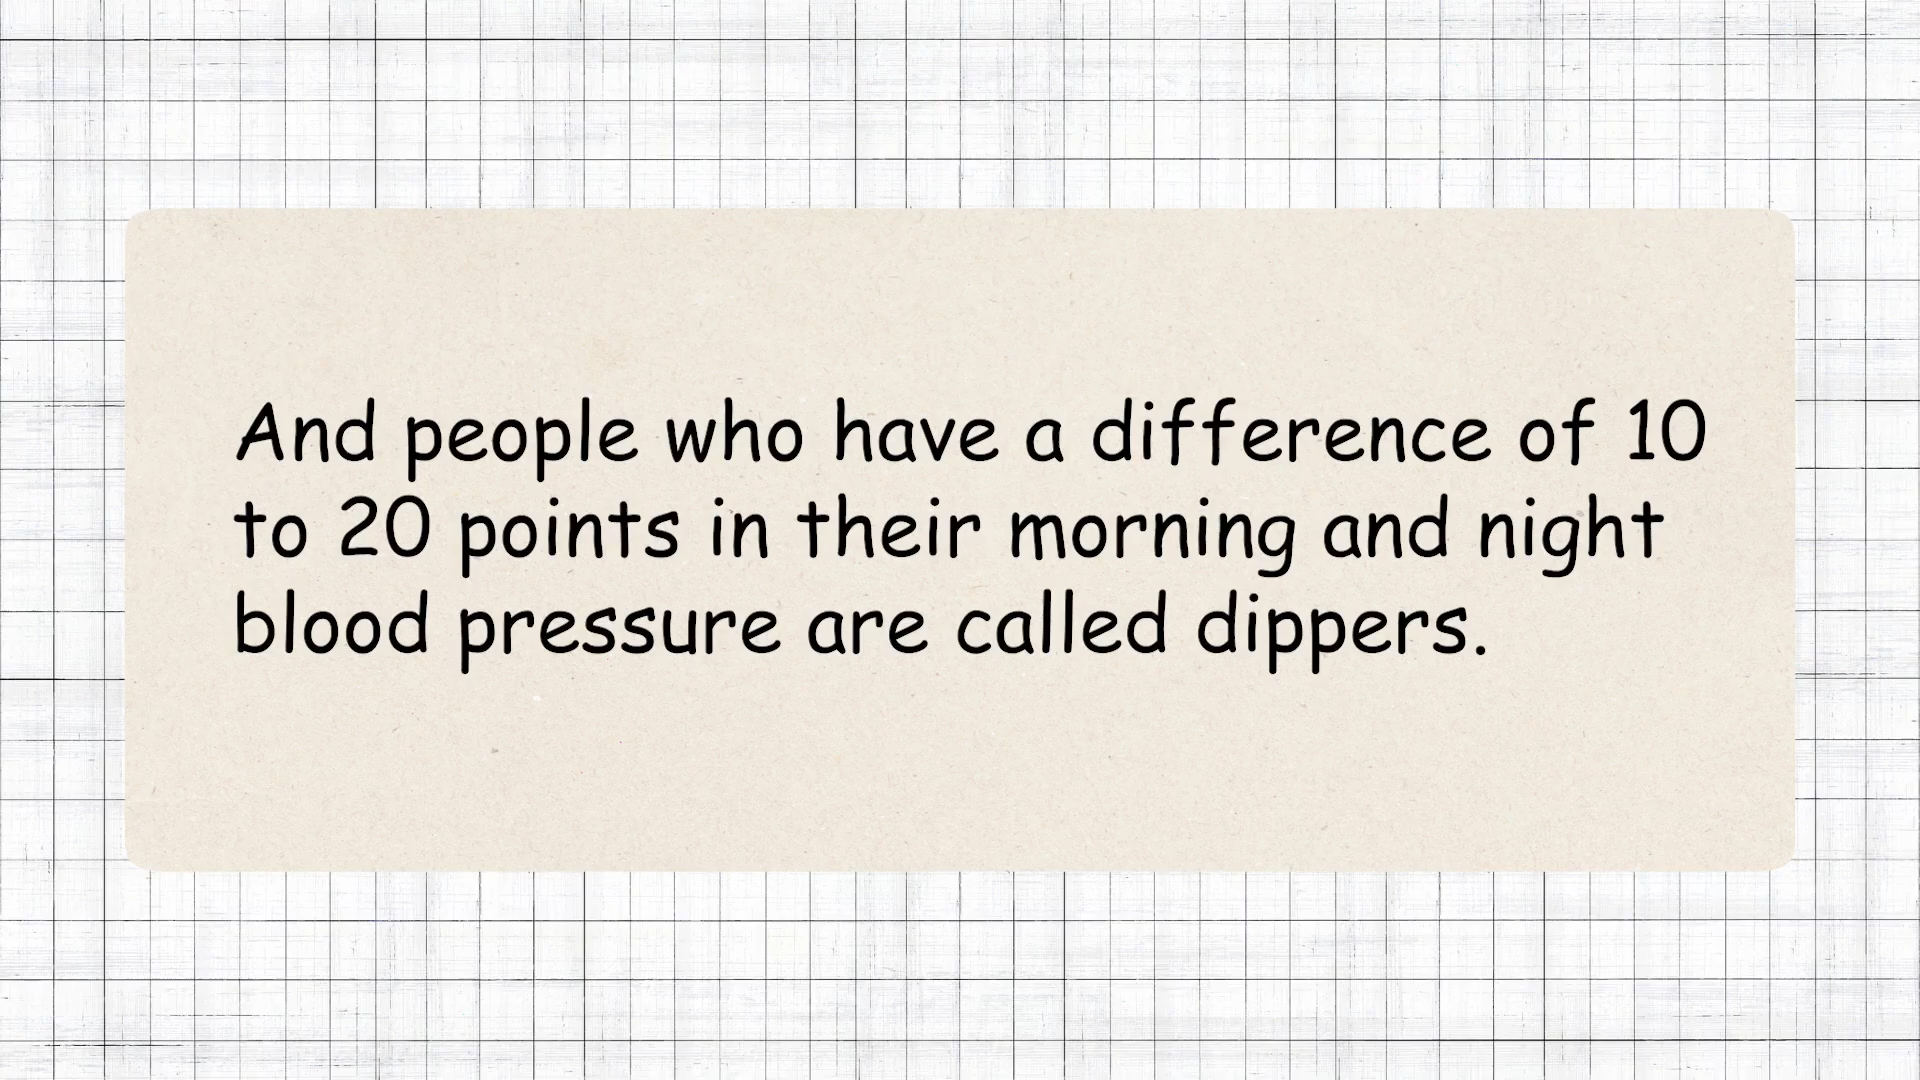 And people who have a difference of 10
to 20 points in their morning and night
blood pressure are called dippers.